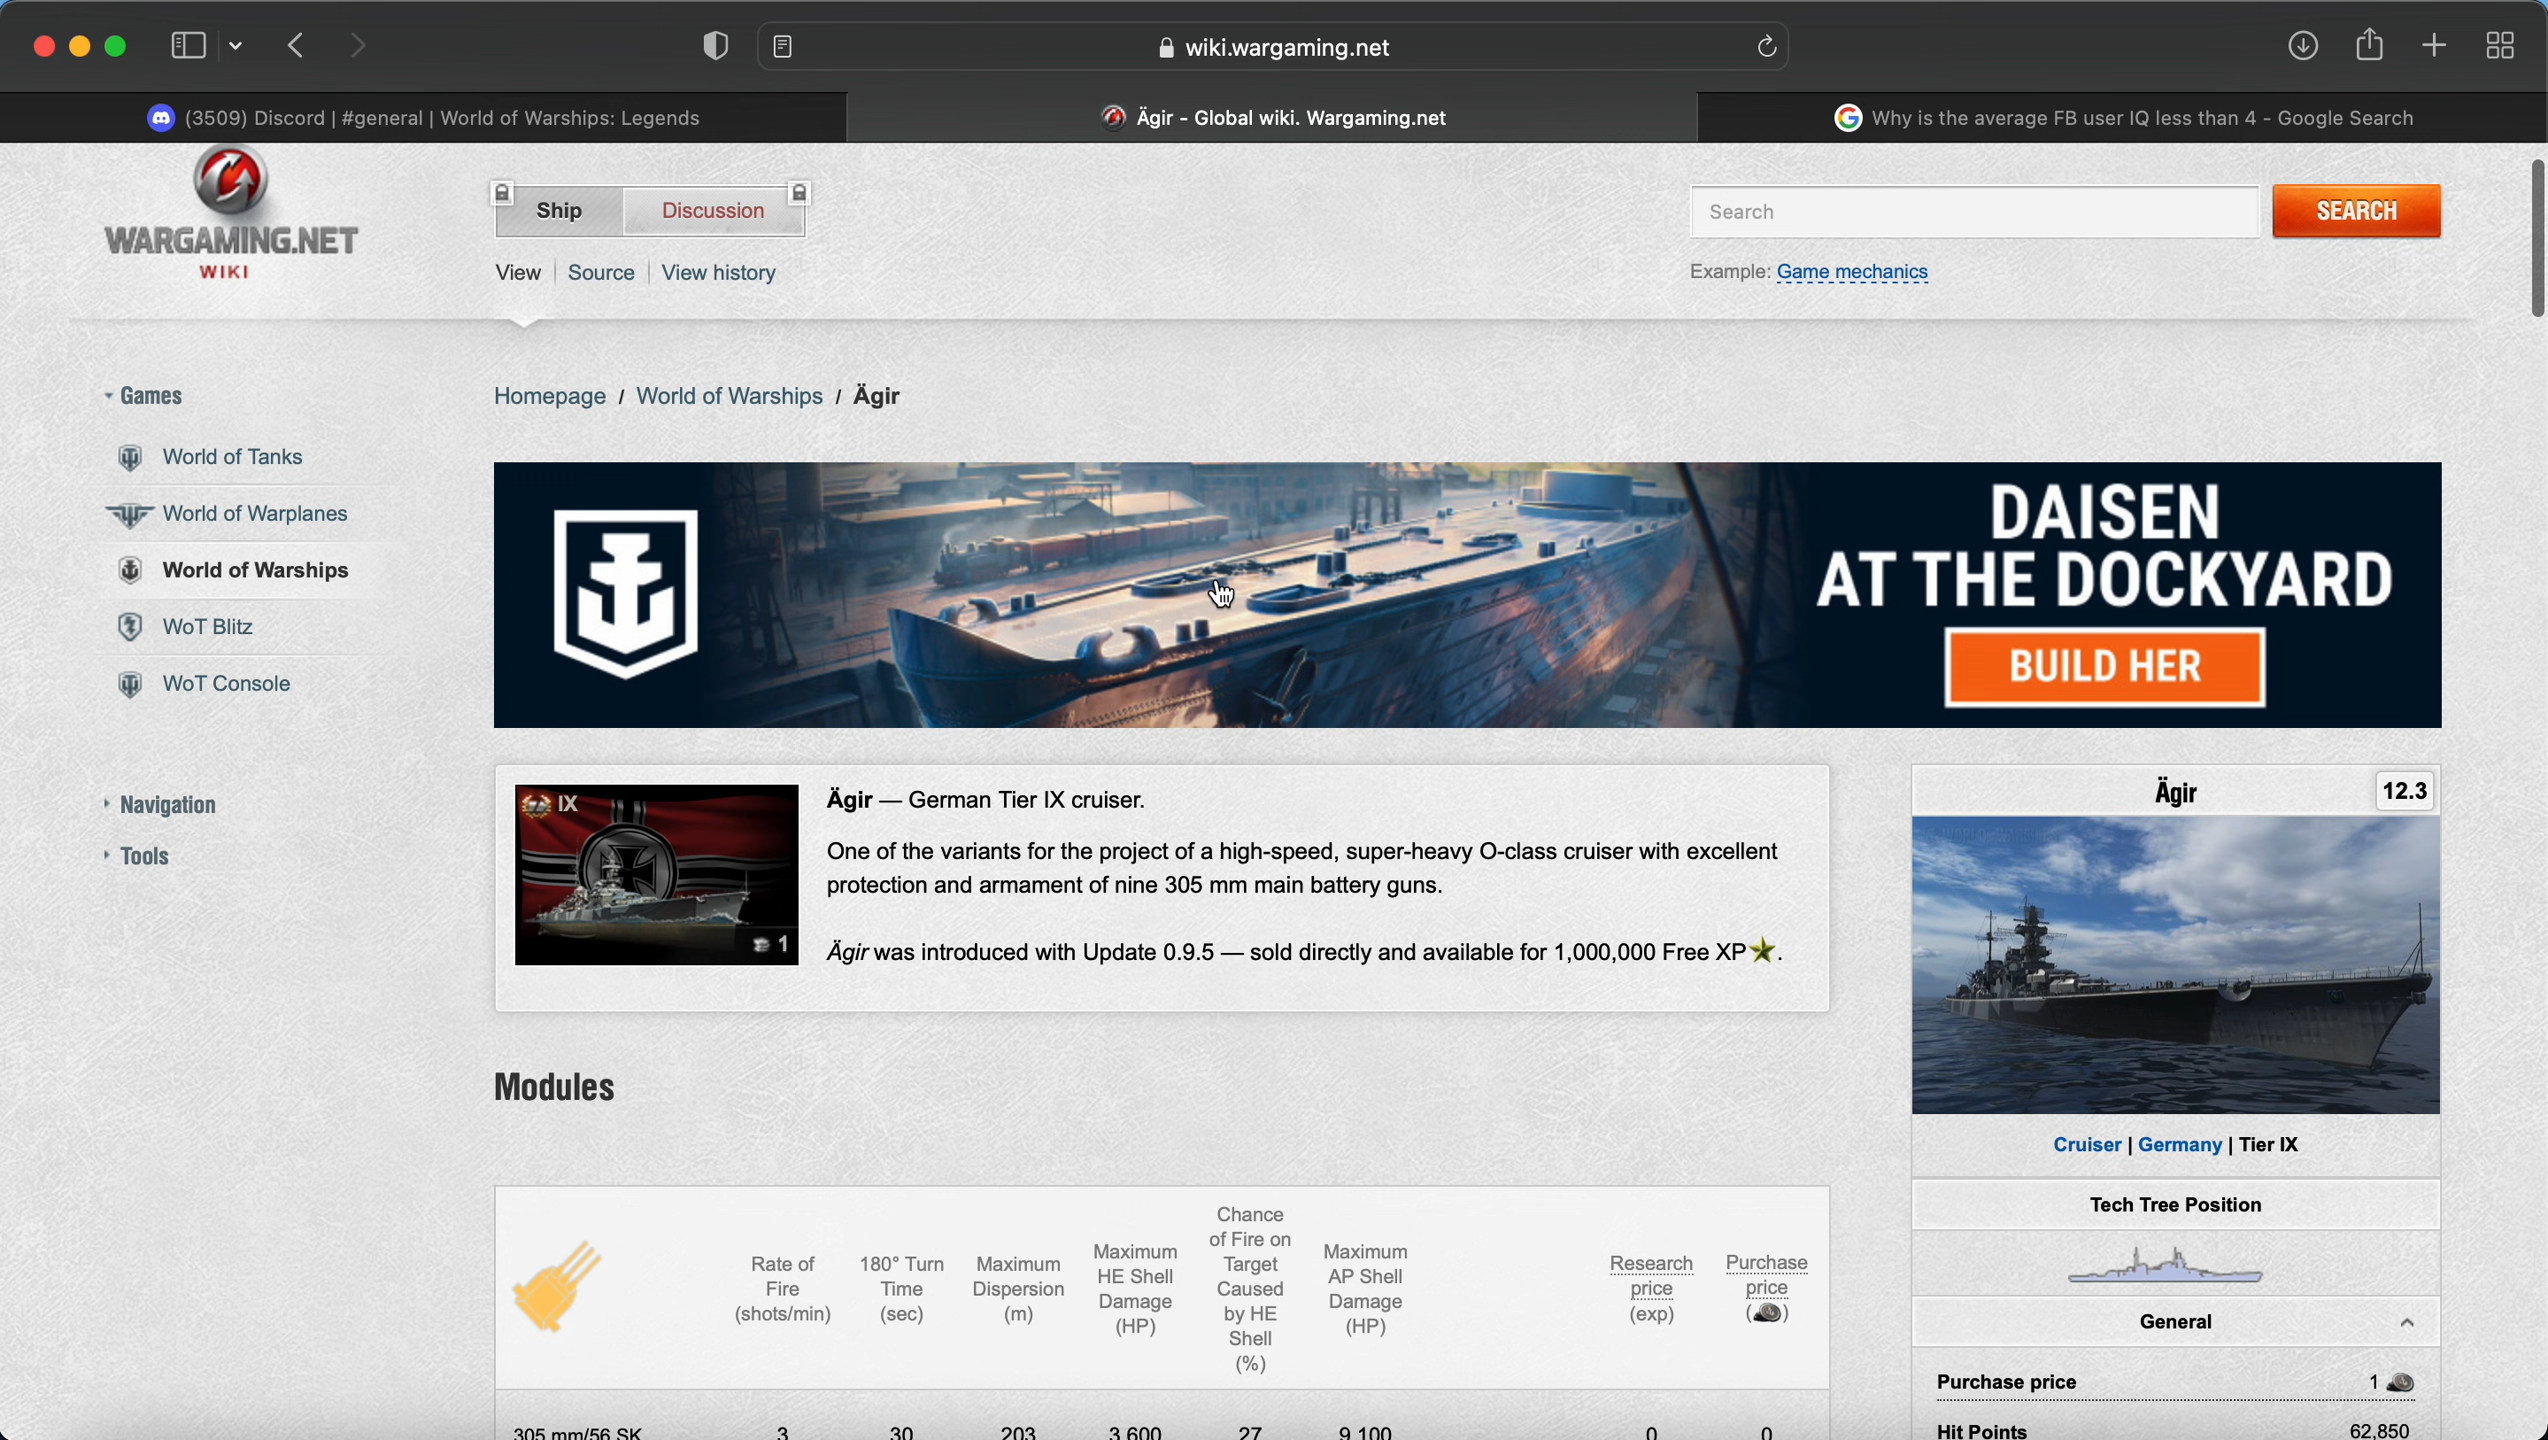 wiki.wargaming.net
(3509) Discord | #general | World of Warships: Legends
Ägir - Global wiki. Wargaming.net
Why is the average FB user IQ less than 4 - Google Search
WARGAMING.NET
WIKI
Ship
Discussion
View
Source
View history
Search
SEARCH
Example: Game mechanics
Games
World of Tanks
World of Warplanes
World of Warships
WoT Blitz
WoT Console
Navigation
Tools
Homepage / World of Warships / Ägir
DAISEN
AT THE DOCKYARD
BUILD HER
IX
1
Ägir — German Tier IX cruiser.
One of the variants for the project of a high-speed, super-heavy O-class cruiser with excellent
protection and armament of nine 305 mm main battery guns.
Ägir was introduced with Update 0.9.5 — sold directly and available for 1,000,000 Free XP.
Modules
Rate of
Fire
(shots/min)
180° Turn
Time
(sec)
Maximum
Dispersion
(m)
Maximum
HE Shell
Damage
(HP)
Chance
of Fire on
Target
Caused
by HE
Shell
(%)
Maximum
AP Shell
Damage
(HP)
Research
price
(exp)
Purchase
price
()
305 mm/56 SK 3 30 203 3,600 27 9,100 0 0
Ägir
12.3
Cruiser | Germany | Tier IX
Tech Tree Position
General
Purchase price 1
Hit Points 62,850